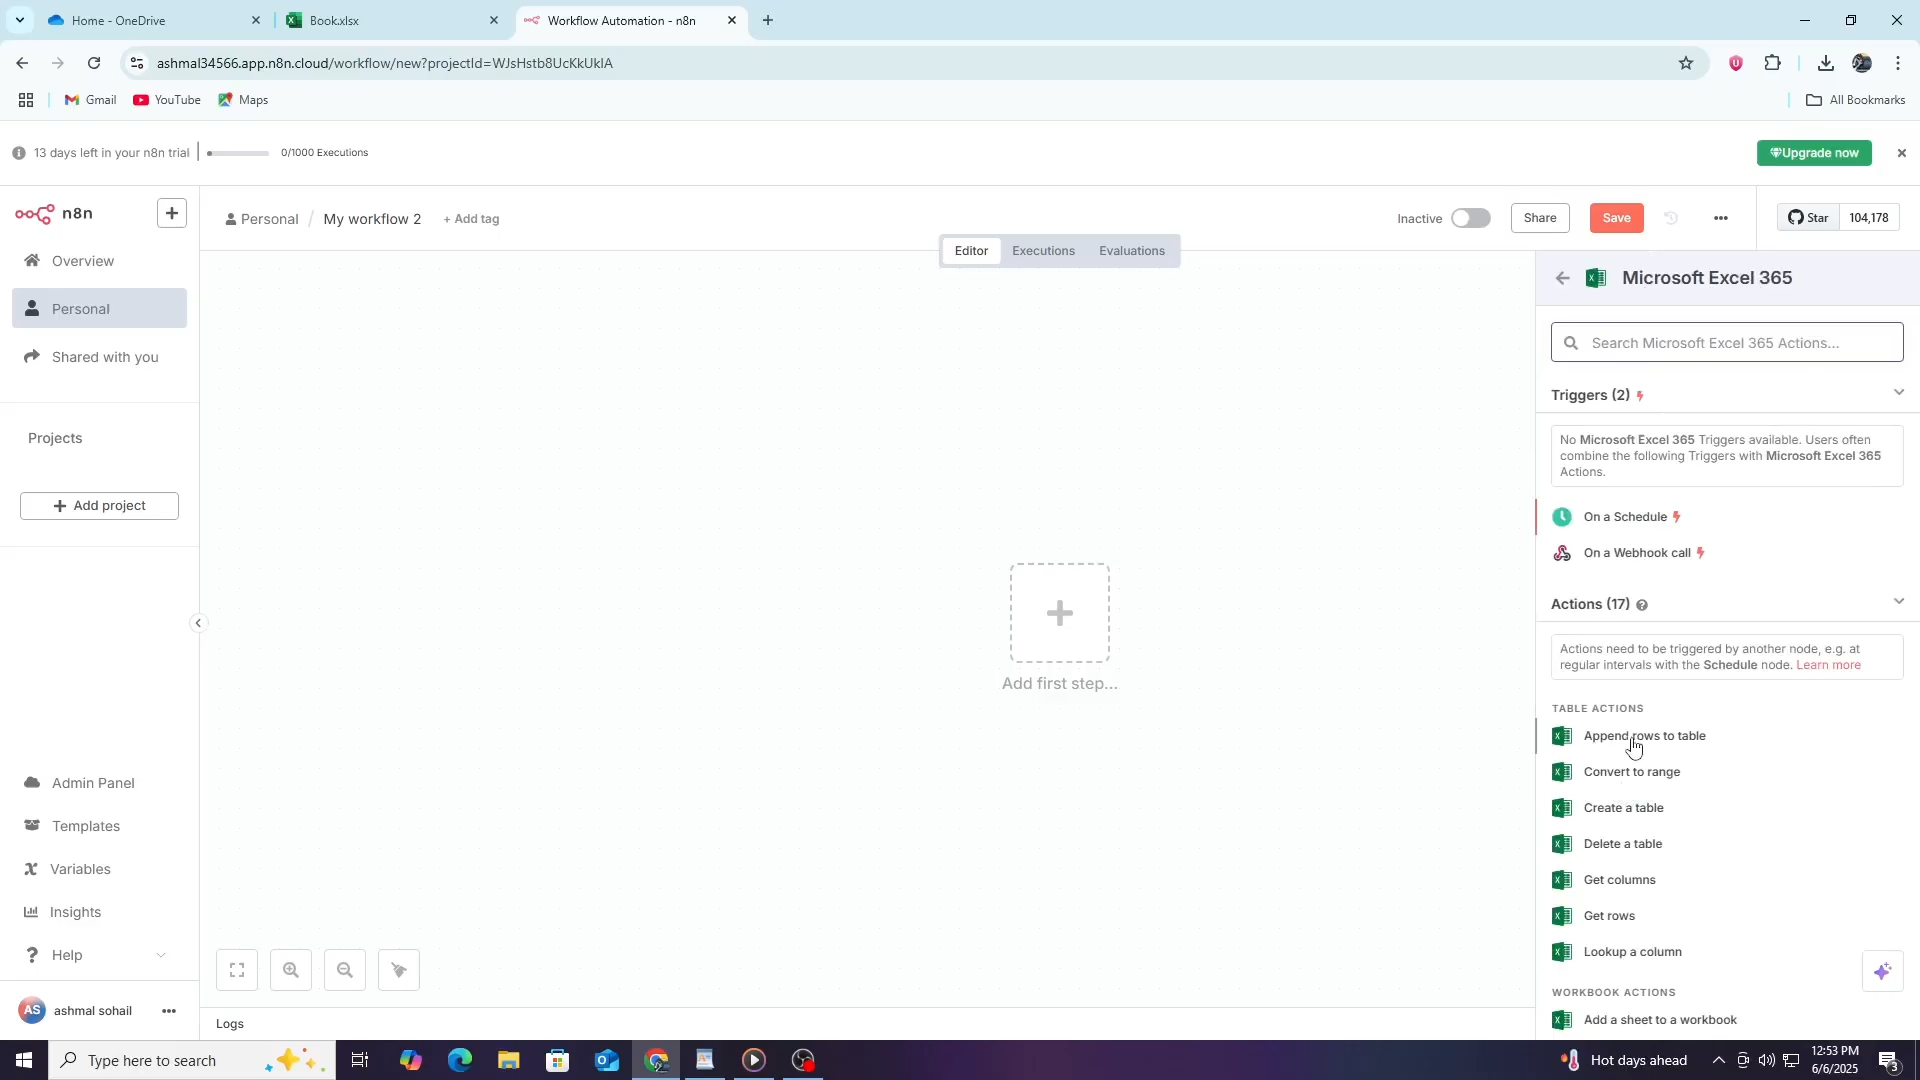 Home - OneDrive
Book.xlsx
Workflow Automation - n8n
ashmal34566.app.n8n.cloud/workflow/new?projectId=WJsHstb8UcKkUkIA
Gmail
YouTube
Maps
All Bookmarks
13 days left in your n8n trial
0/1000 Executions
Upgrade now
n8n
Personal / My workflow 2 + Add tag
Inactive
Share
Save
Star 104,178
Editor
Executions
Evaluations
Overview
Personal
Shared with you
Projects
Add project
Admin Panel
Templates
Variables
Insights
Help
AS
ashmal sohail
Add first step...
Logs
Microsoft Excel 365
Search Microsoft Excel 365 Actions...
Triggers (2)
No Microsoft Excel 365 Triggers available. Users often
combine the following Triggers with Microsoft Excel 365
Actions.
On a Schedule
On a Webhook call
Actions (17)
Actions need to be triggered by another node, e.g. at
regular intervals with the Schedule node. Learn more
TABLE ACTIONS
Append rows to table
Convert to range
Create a table
Delete a table
Get columns
Get rows
Lookup a column
WORKBOOK ACTIONS
Add a sheet to a workbook
Type here to search
Hot days ahead
12:53 PM
6/6/2025
3